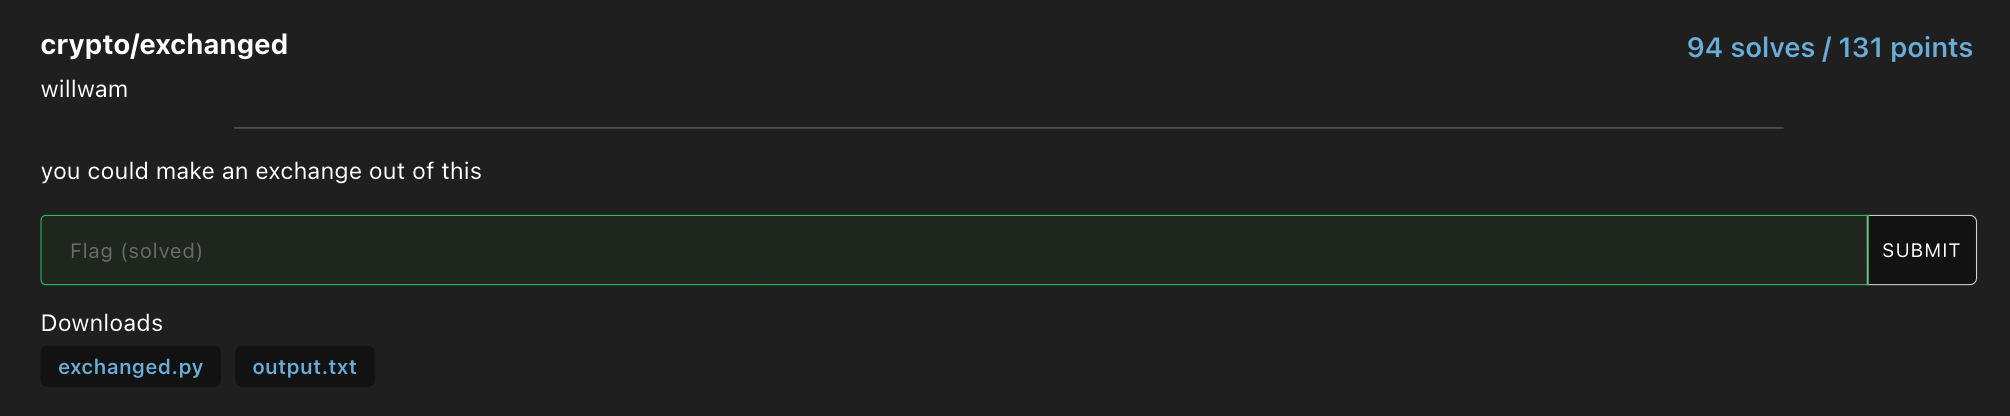 crypto/exchanged
94 solves / 131 points
willwam
you could make an exchange out of this
Flag (solved)
SUBMIT
Downloads
exchanged.py
output.txt